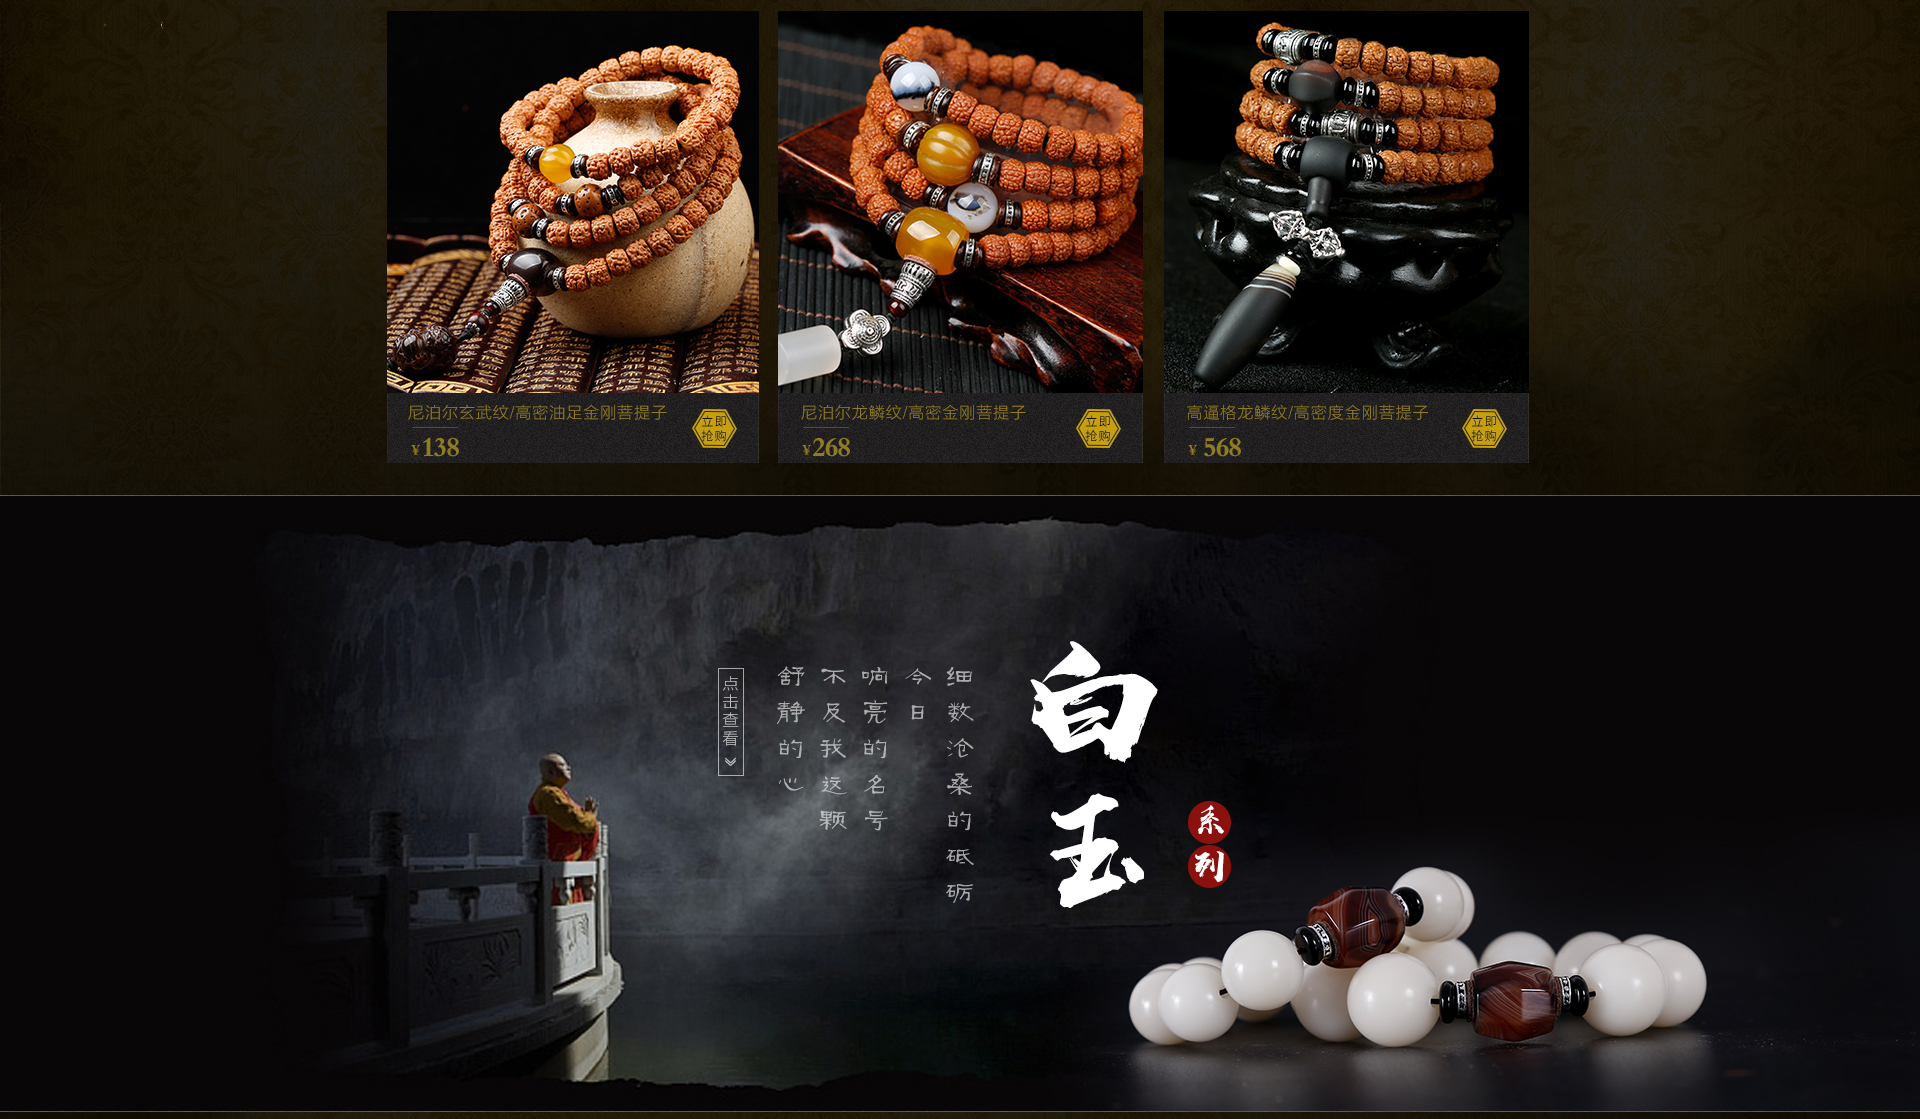 尼泊尔玄武纹/高密油足金刚菩提子
¥138
立即
抢购
尼泊尔龙鳞纹/高密金刚菩提子
¥268
立即
抢购
高逼格龙鳞纹/高密度金刚菩提子
¥ 568
立即
抢购
白玉
系列
细数沧桑的砥砺
今日
响亮的名号
不及我这颗
舒静的心
点击查看